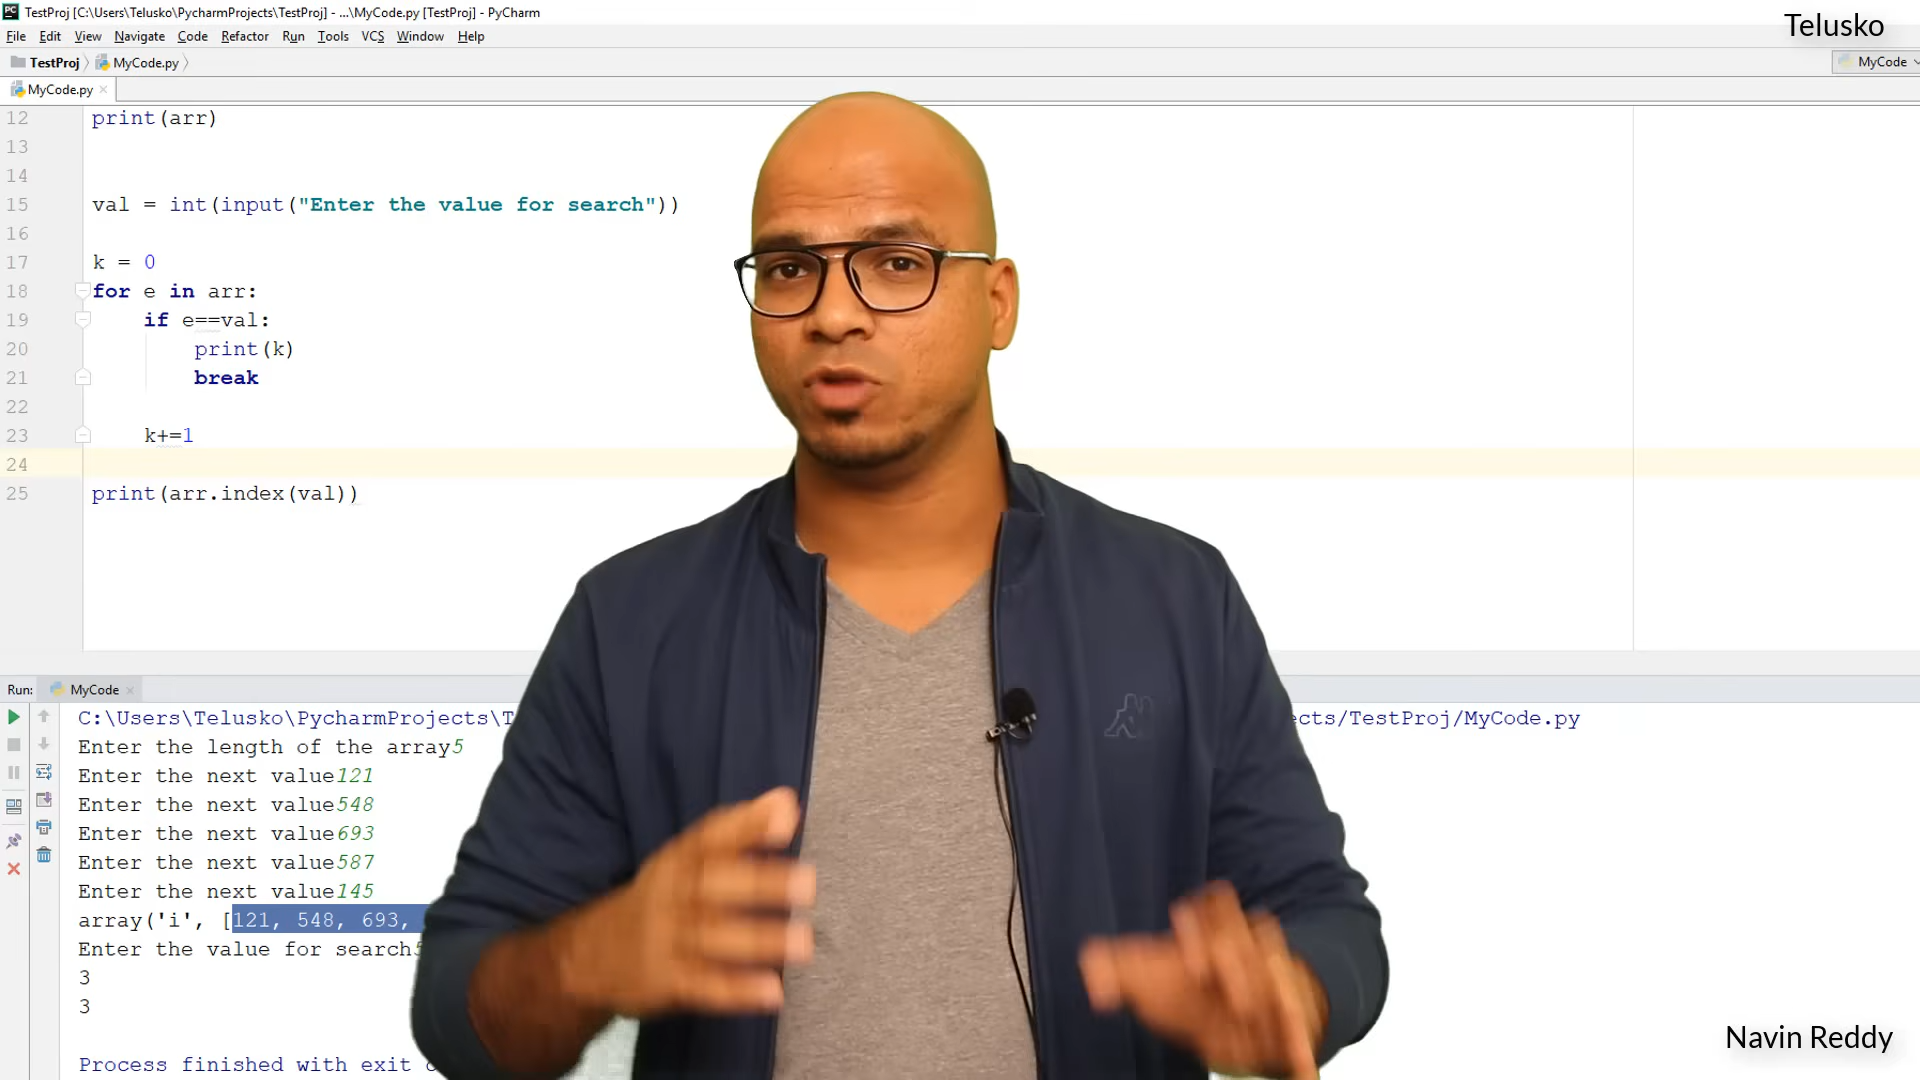 TestProj [C:\Users\Telusko\PycharmProjects\TestProj] - ...\MyCode.py [TestProj] - PyCharm
Telusko
File Edit View Navigate Code Refactor Run Tools VCS Window Help
TestProj MyCode.py
MyCode
MyCode.py
12 print(arr)
13
14
15 val = int(input("Enter the value for search"))
16
17 k = 0
18 for e in arr:
19 if e==val:
20 print(k)
21 break
22
23 k+=1
24
25 print(arr.index(val))
Run: MyCode
C:\Users\Telusko\PycharmProjects\T ects/TestProj/MyCode.py
Enter the length of the array5
Enter the next value121
Enter the next value548
Enter the next value693
Enter the next value587
Enter the next value145
array('i', [121, 548, 693,
Enter the value for search
3
3
Navin Reddy
Process finished with exit